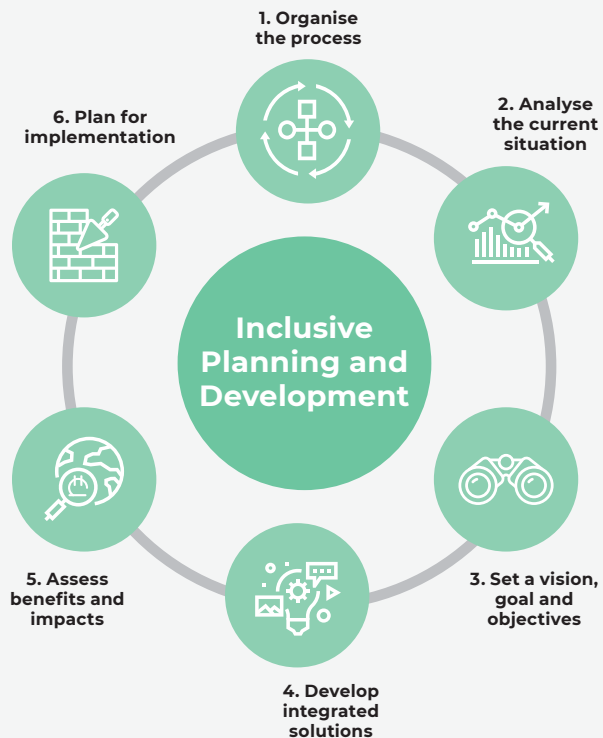 1. Organise
the process
2. Analyse
the current
situation
3. Set a vision,
goal and
objectives
4. Develop
integrated
solutions
5. Assess
benefits and
impacts
6. Plan for
implementation
Inclusive
Planning and
Development